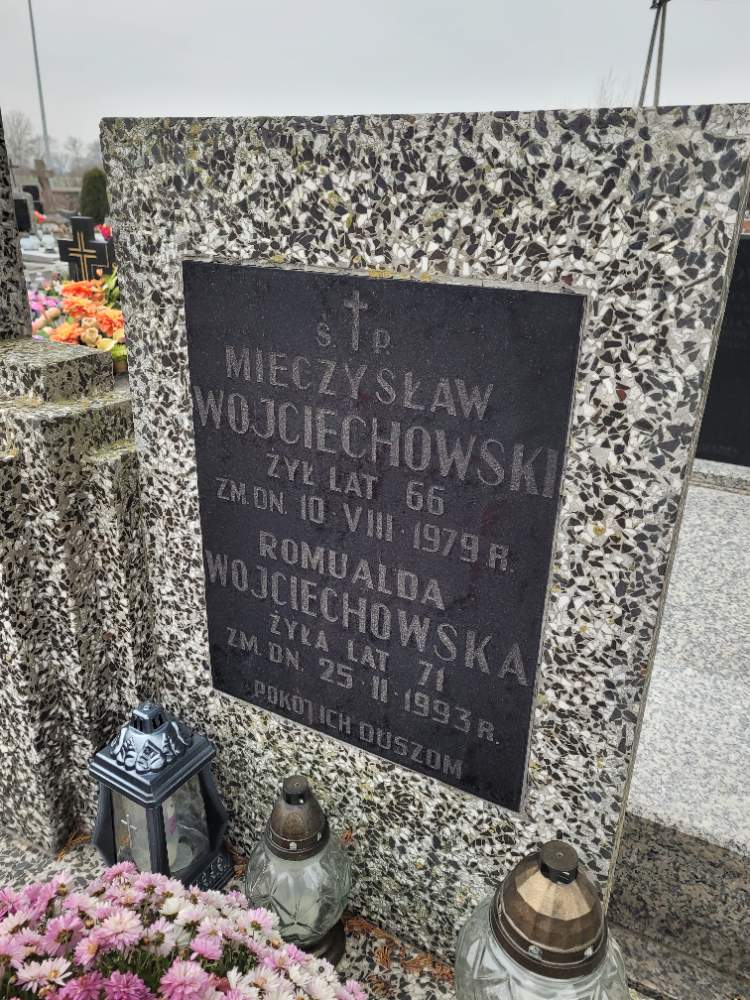 Ś. P.
MIECZYSŁAW
WOJCIECHOWSKI
ŻYŁ LAT 66
ZM. DN. 10 · VIII · 1979 R.
ROMUALDA
WOJCIECHOWSKA
ŻYŁA LAT 71
ZM. DN. 25 · II · 1993 R.
POKÓJ ICH DUSZOM